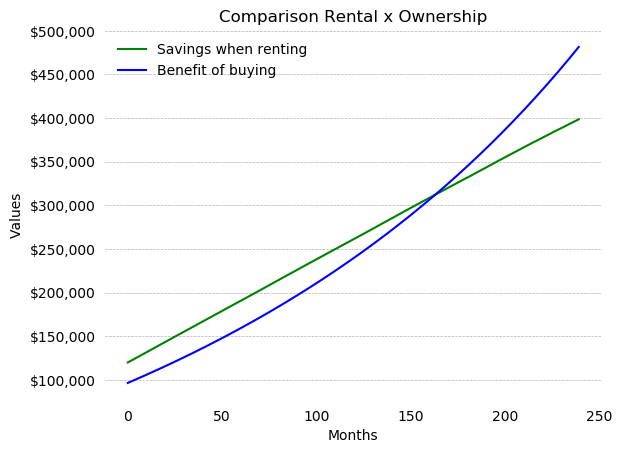 Comparison Rental x Ownership
$500,000
Savings when renting
Benefit of buying
$450,000
$400,000
$350,000
$300,000
Values
$250,000
$200,000
$150,000
$100,000
0 50 100 150 200 250
Months